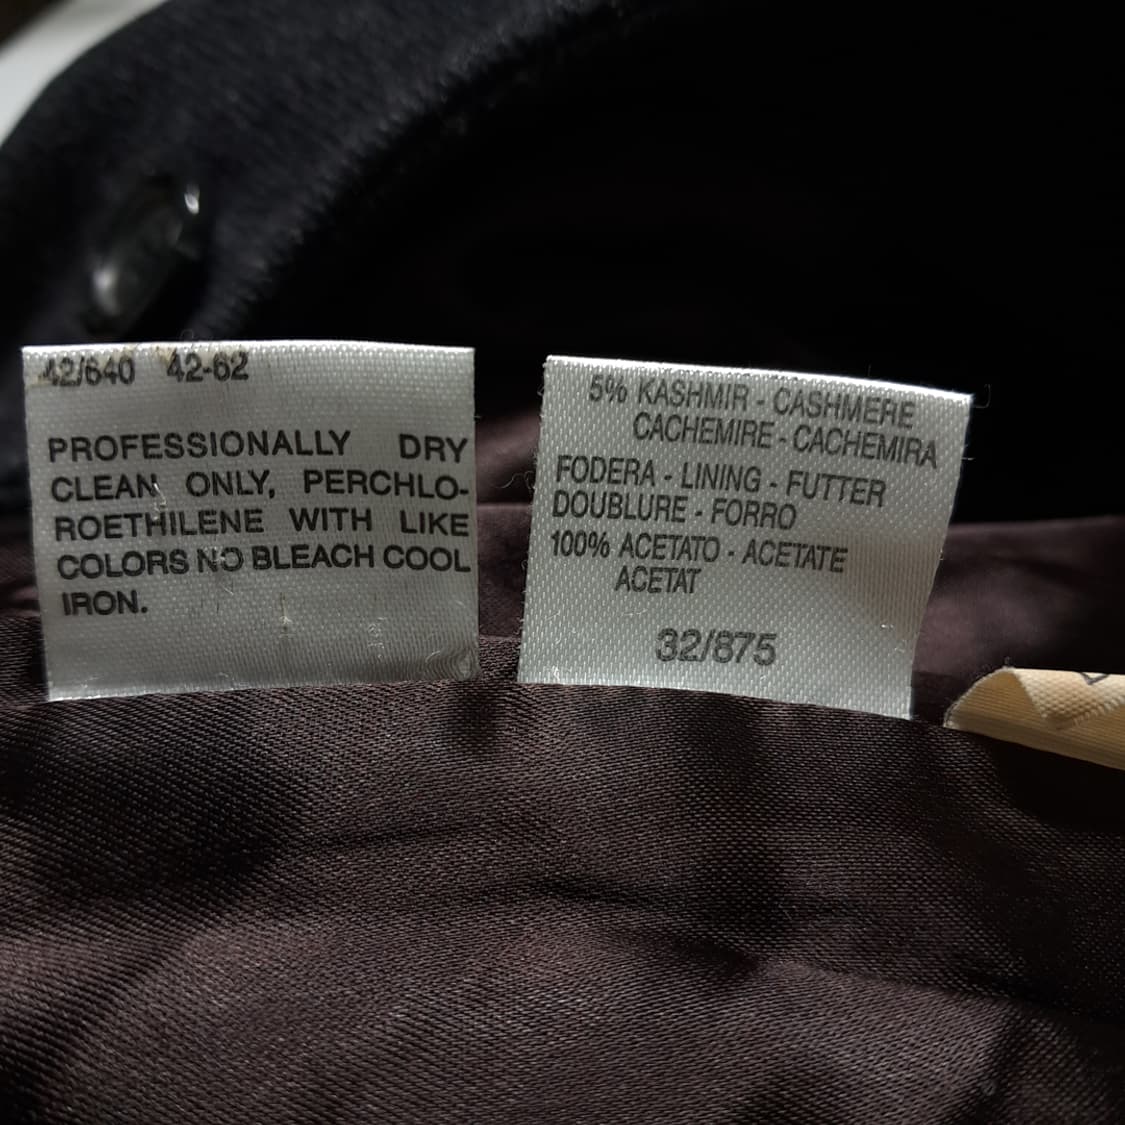 42/640 42-62
PROFESSIONALLY DRY
CLEAN ONLY, PERCHLO-
ROETHILENE WITH LIKE
COLORS NO BLEACH COOL
IRON.
5% KASHMIR - CASHMERE
CACHEMIRE - CACHEMIRA
FODERA - LINING - FUTTER
DOUBLURE - FORRO
100% ACETATO - ACETATE
ACETAT
32/875